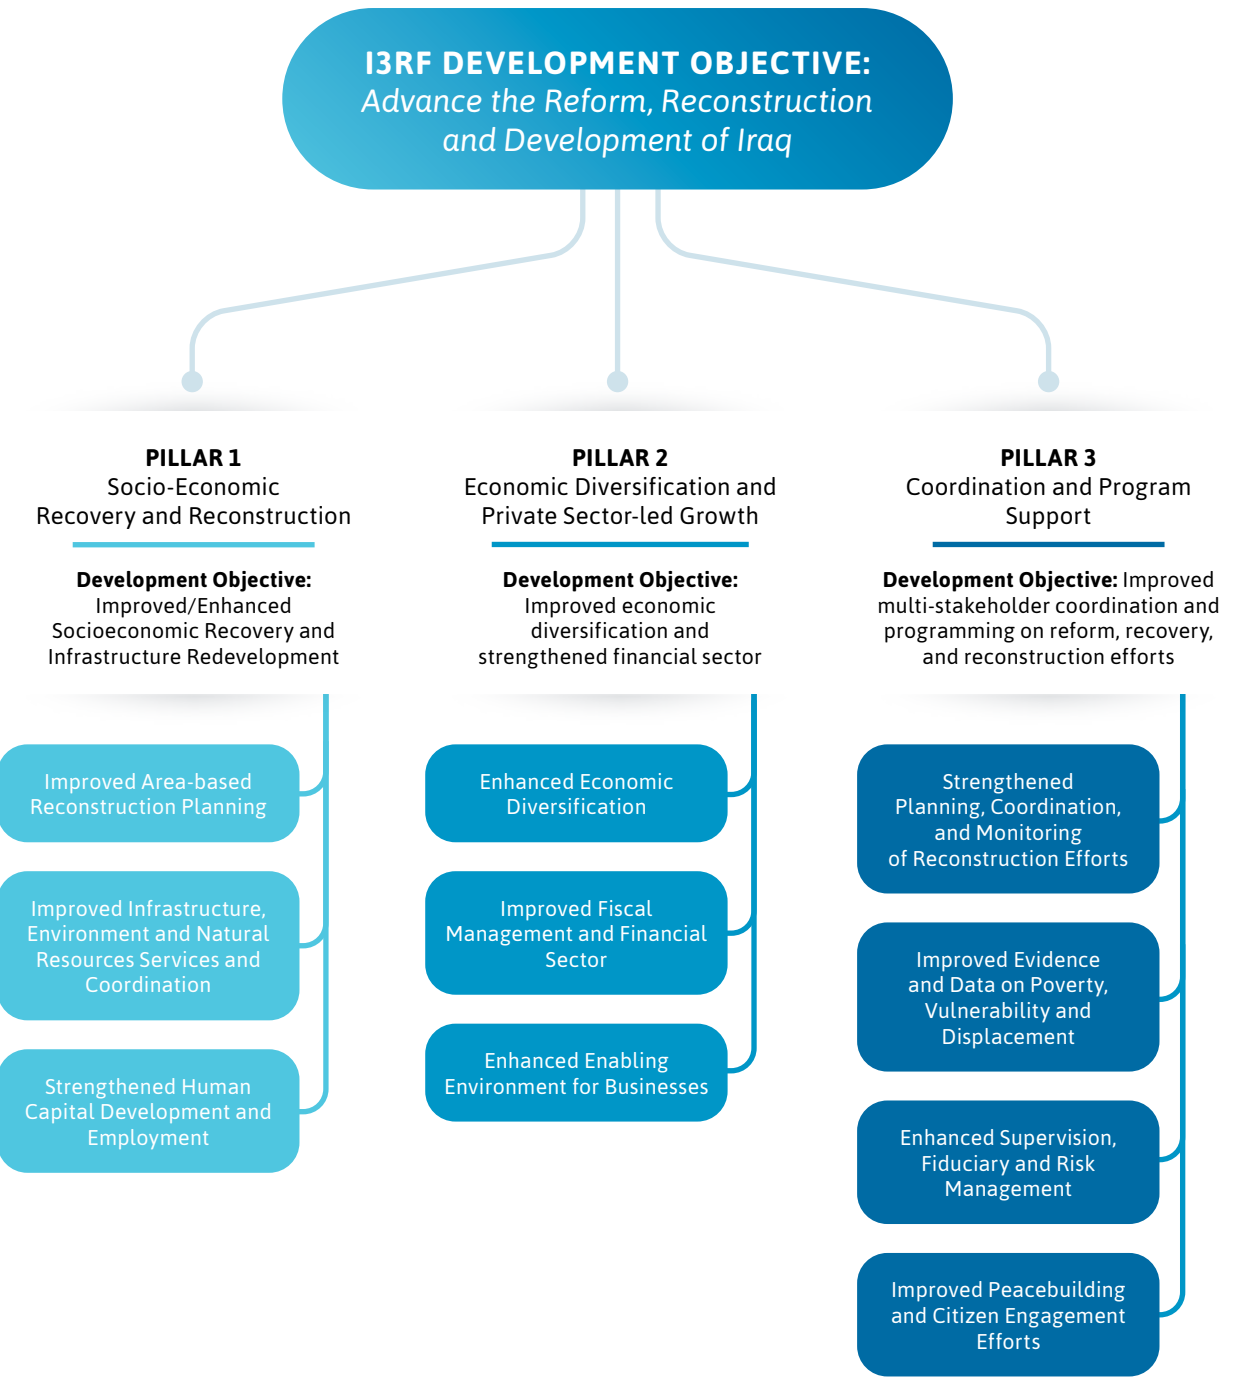 I3RF DEVELOPMENT OBJECTIVE:
Advance the Reform, Reconstruction
and Development of Iraq
PILLAR 1
Socio-Economic
Recovery and Reconstruction
Development Objective:
Improved/Enhanced
Socioeconomic Recovery and
Infrastructure Redevelopment
Improved Area-based
Reconstruction Planning
Improved Infrastructure,
Environment and Natural
Resources Services and
Coordination
Strengthened Human
Capital Development and
Employment
PILLAR 2
Economic Diversification and
Private Sector-led Growth
Development Objective:
Improved economic
diversification and
strengthened financial sector
Enhanced Economic
Diversification
Improved Fiscal
Management and Financial
Sector
Enhanced Enabling
Environment for Businesses
PILLAR 3
Coordination and Program
Support
Development Objective: Improved
multi-stakeholder coordination and
programming on reform, recovery,
and reconstruction efforts
Strengthened
Planning, Coordination,
and Monitoring
of Reconstruction Efforts
Improved Evidence
and Data on Poverty,
Vulnerability and
Displacement
Enhanced Supervision,
Fiduciary and Risk
Management
Improved Peacebuilding
and Citizen Engagement
Efforts